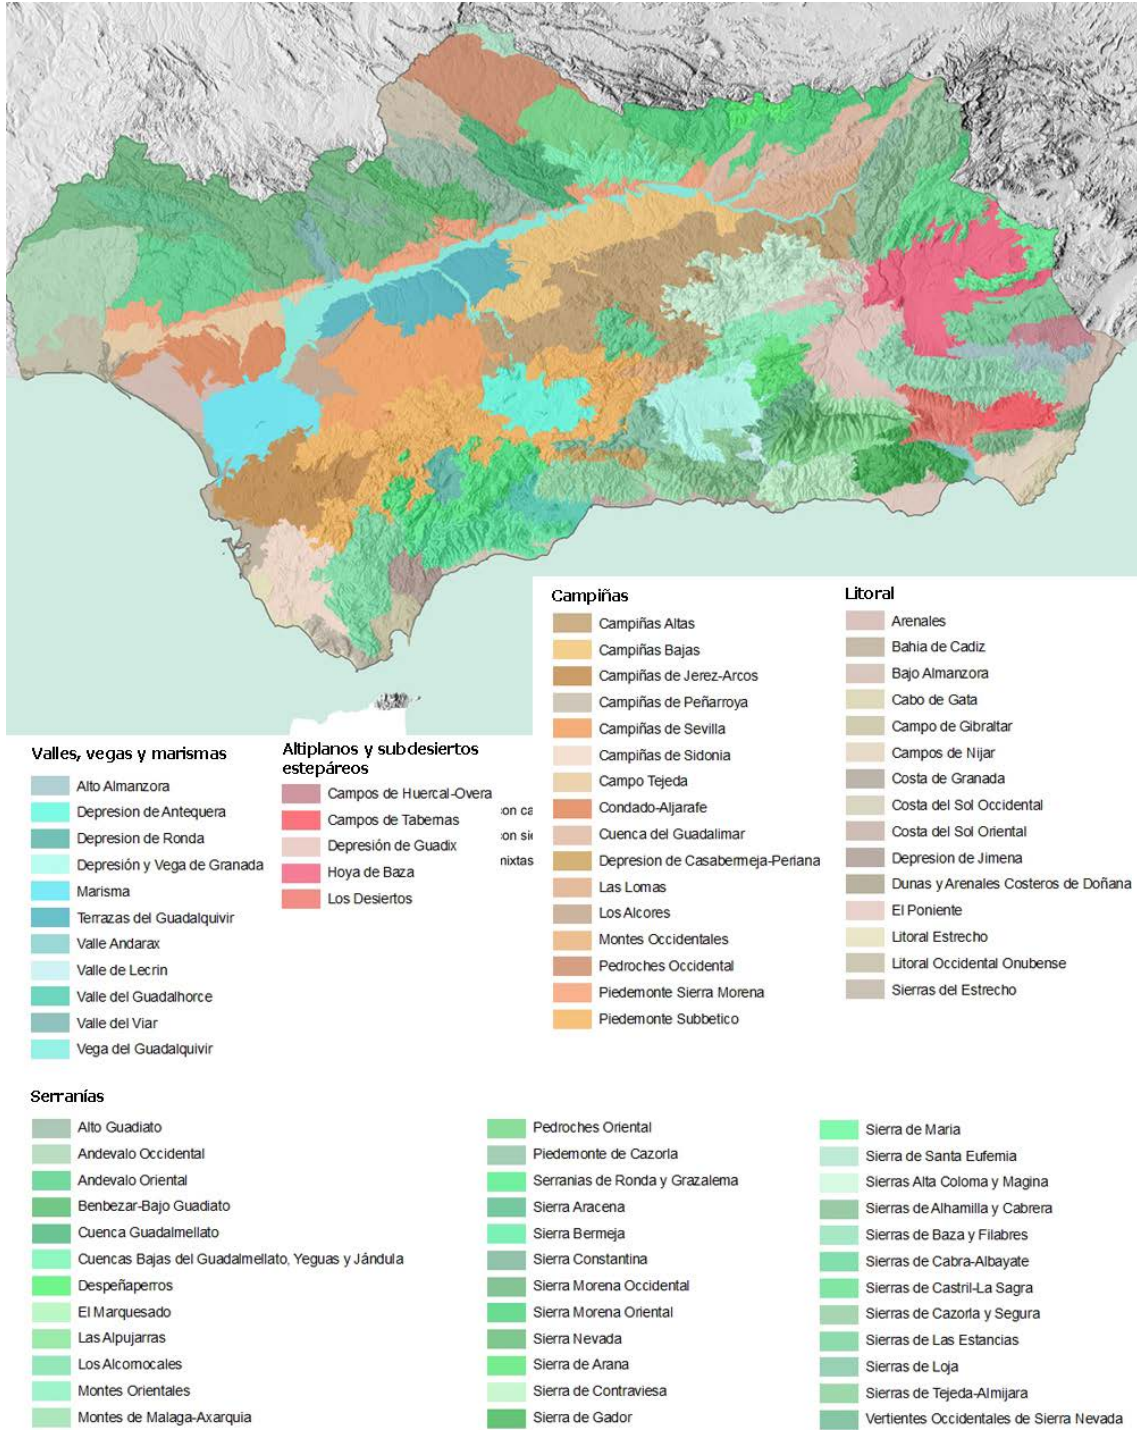 Campiñas
Campiñas Altas
Campiñas Bajas
Campiñas de Jerez-Arcos
Campiñas de Peñarroya
Campiñas de Sevilla
Campiñas de Sidonia
Campo Tejeda
Condado-Aljarafe
Cuenca del Guadalimar
Depresion de Casabermeja-Periana
Las Lomas
Los Alcores
Montes Occidentales
Pedroches Occidental
Piedemonte Sierra Morena
Piedemonte Subbetico
Litoral
Arenales
Bahia de Cadiz
Bajo Almanzora
Cabo de Gata
Campo de Gibraltar
Campos de Nijar
Costa de Granada
Costa del Sol Occidental
Costa del Sol Oriental
Depresion de Jimena
Dunas y Arenales Costeros de Doñana
El Poniente
Litoral Estrecho
Litoral Occidental Onubense
Sierras del Estrecho
Valles, vegas y marismas
Alto Almanzora
Depresion de Antequera
Depresion de Ronda
Depresión y Vega de Granada
Marisma
Terrazas del Guadalquivir
Valle Andarax
Valle de Lecrin
Valle del Guadalhorce
Valle del Viar
Vega del Guadalquivir
Altiplanos y subdesiertos
estepáreos
Campos de Huercal-Overa
Campos de Tabernas
Depresión de Guadix
Hoya de Baza
Los Desiertos
con ca
con sie
nixtas
Serranías
Alto Guadiato
Andevalo Occidental
Andevalo Oriental
Benbezar-Bajo Guadiato
Cuenca Guadalmellato
Cuencas Bajas del Guadalmellato, Yeguas y Jándula
Despeñaperros
El Marquesado
Las Alpujarras
Los Alcornocales
Montes Orientales
Montes de Malaga-Axarquia
Pedroches Oriental
Piedemonte de Cazorla
Serranias de Ronda y Grazalema
Sierra Aracena
Sierra Bermeja
Sierra Constantina
Sierra Morena Occidental
Sierra Morena Oriental
Sierra Nevada
Sierra de Arana
Sierra de Contraviesa
Sierra de Gador
Sierra de Maria
Sierra de Santa Eufemia
Sierras Alta Coloma y Magina
Sierras de Alhamilla y Cabrera
Sierras de Baza y Filabres
Sierras de Cabra-Albayate
Sierras de Castril-La Sagra
Sierras de Cazorla y Segura
Sierras de Las Estancias
Sierras de Loja
Sierras de Tejeda-Almijara
Vertientes Occidentales de Sierra Nevada